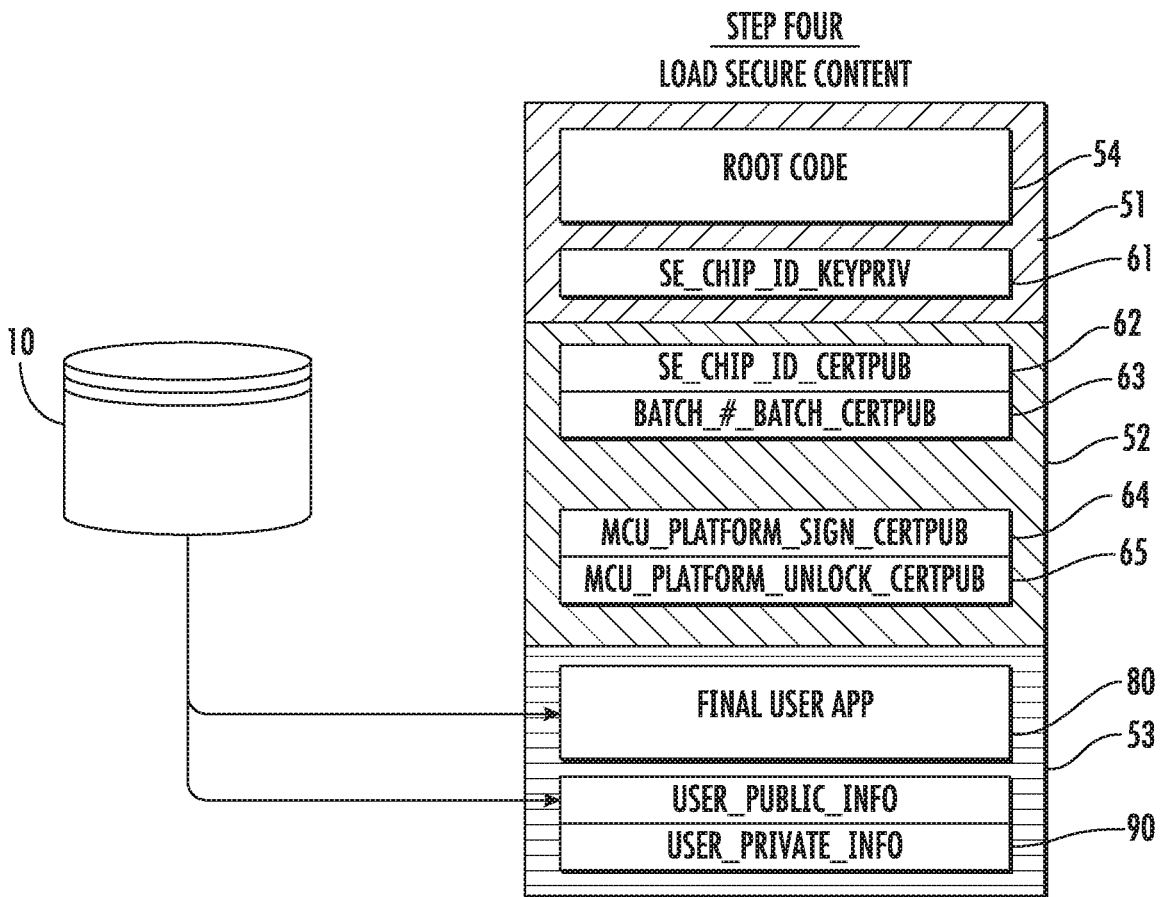 STEP FOUR
LOAD SECURE CONTENT
ROOT CODE
54
51
SE_CHIP_ID_KEYPRIV
61
10
62
SE_CHIP_ID_CERTPUB
63
BATCH_#_BATCH_CERTPUB
52
64
MCU_PLATFORM_SIGN_CERTPUB
65
MCU_PLATFORM_UNLOCK_CERTPUB
80
FINAL USER APP
53
USER_PUBLIC_INFO
90
USER_PRIVATE_INFO